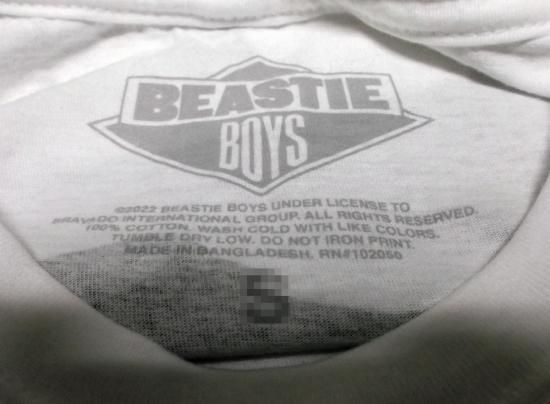 BEASTIE
BOYS
©2022 BEASTIE BOYS UNDER LICENSE TO
BRAVADO INTERNATIONAL GROUP. ALL RIGHTS RESERVED.
100% COTTON. WASH COLD WITH LIKE COLORS.
TUMBLE DRY LOW. DO NOT IRON PRINT.
MADE IN BANGLADESH. RN#102050
S